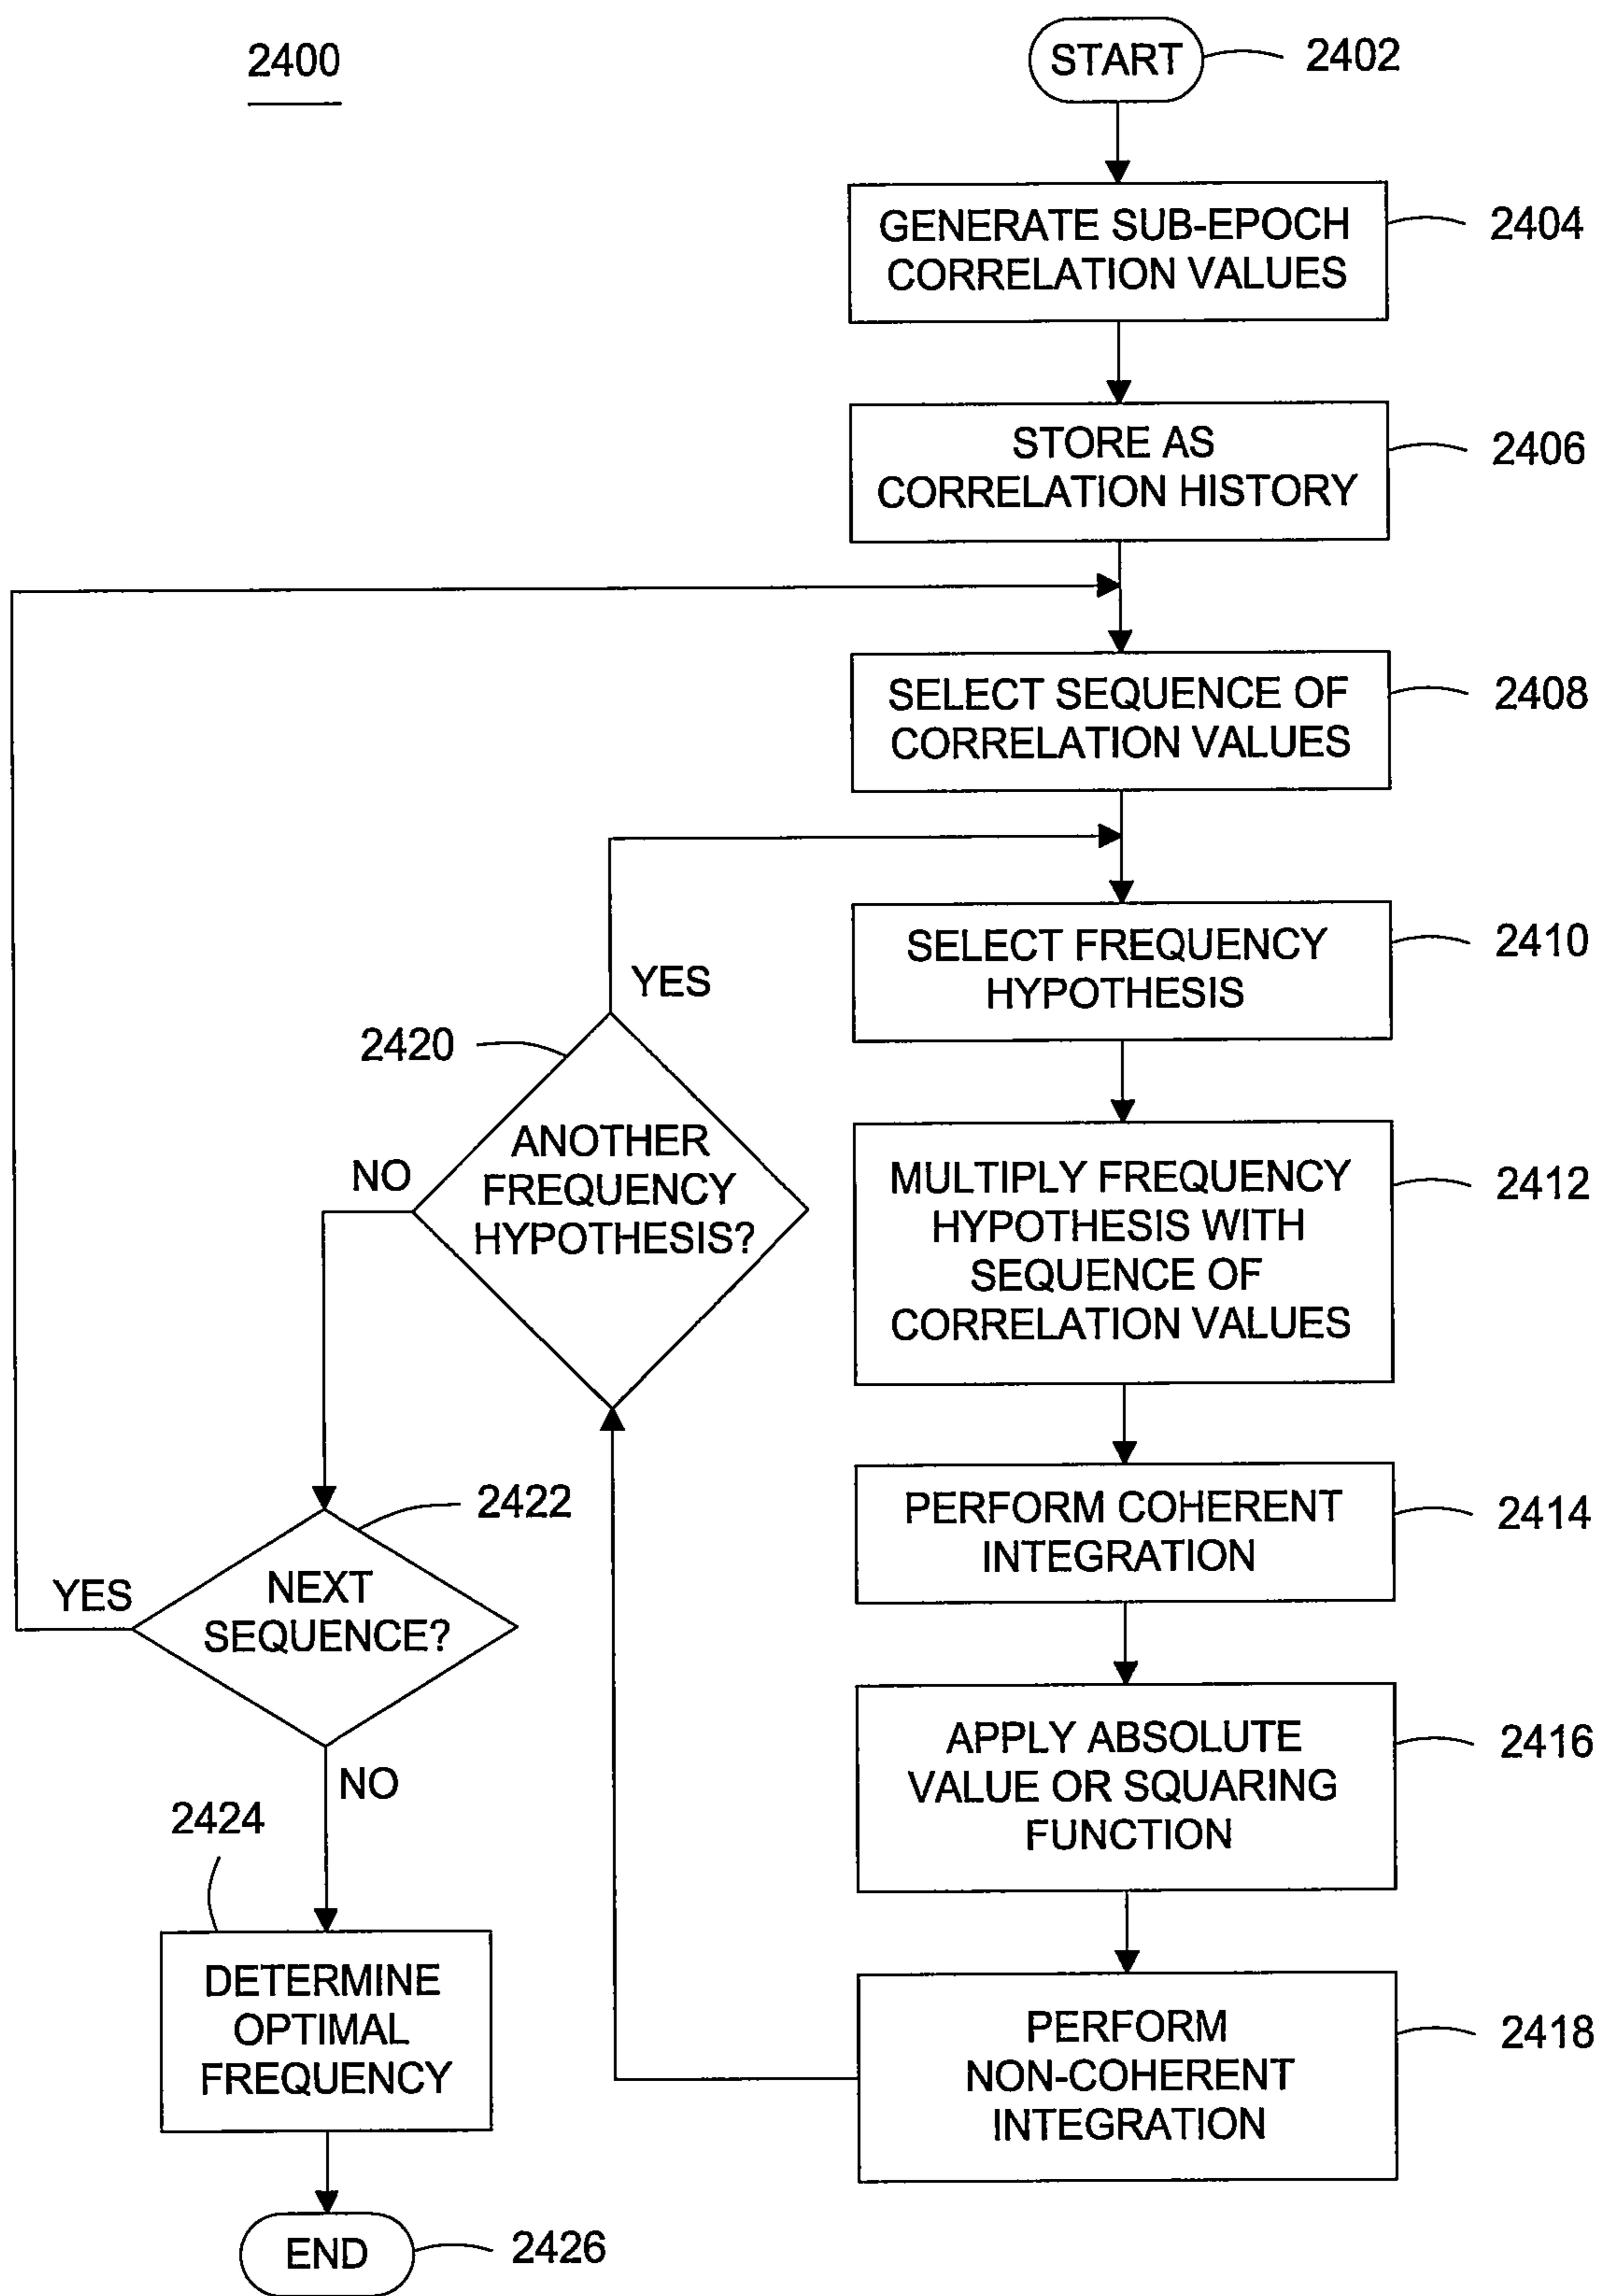 2400
START
2402
GENERATE SUB-EPOCH
CORRELATION VALUES
2404
STORE AS
CORRELATION HISTORY
2406
SELECT SEQUENCE OF
CORRELATION VALUES
2408
SELECT FREQUENCY
HYPOTHESIS
2410
YES
2420
ANOTHER
FREQUENCY
HYPOTHESIS?
NO
MULTIPLY FREQUENCY
HYPOTHESIS WITH
SEQUENCE OF
CORRELATION VALUES
2412
PERFORM COHERENT
INTEGRATION
2414
2422
NEXT
SEQUENCE?
YES
NO
APPLY ABSOLUTE
VALUE OR SQUARING
FUNCTION
2416
2424
DETERMINE
OPTIMAL
FREQUENCY
PERFORM
NON-COHERENT
INTEGRATION
2418
END
2426